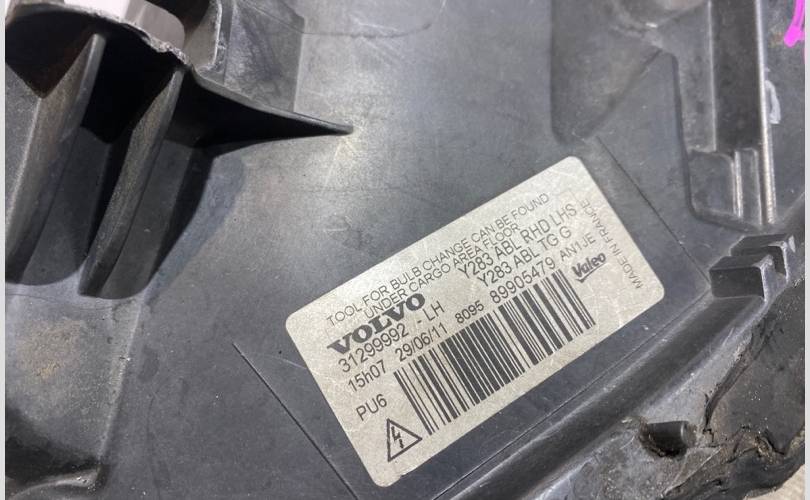 TOOL FOR BULB CHANGE CAN BE FOUND
UNDER CARGO AREA FLOOR
VOLVO
Y283 ABL RHD LHS
31299992 -LH
Y283 ABL TG G
15h07 29/06/11 8095 89905479 AN1JE
PU6
Valeo
MADE IN FRANCE